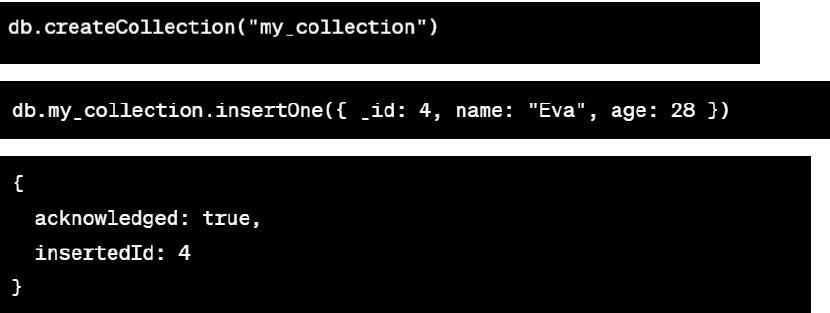 db.createCollection("my_collection")
db.my_collection.insertOne({ _id: 4, name: "Eva", age: 28 })
{
  acknowledged: true,
  insertedId: 4
}